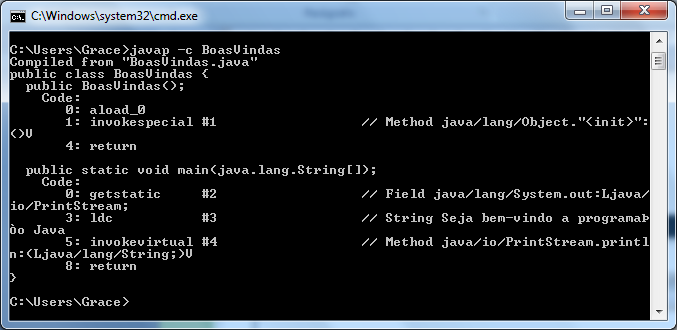 C:\Windows\system32\cmd.exe
C:\Users\Grace>javap -c BoasVindas
Compiled from "BoasVindas.java"
public class BoasVindas {
  public BoasVindas();
    Code:
       0: aload_0
       1: invokespecial #1                  // Method java/lang/Object."<init>":
()V
       4: return

  public static void main(java.lang.String[]);
    Code:
       0: getstatic     #2                  // Field java/lang/System.out:Ljava/
io/PrintStream;
       3: ldc           #3                  // String Seja bem-vindo a programaÞ
òo Java
       5: invokevirtual #4                  // Method java/io/PrintStream.printl
n:(Ljava/lang/String;)V
       8: return
}

C:\Users\Grace>